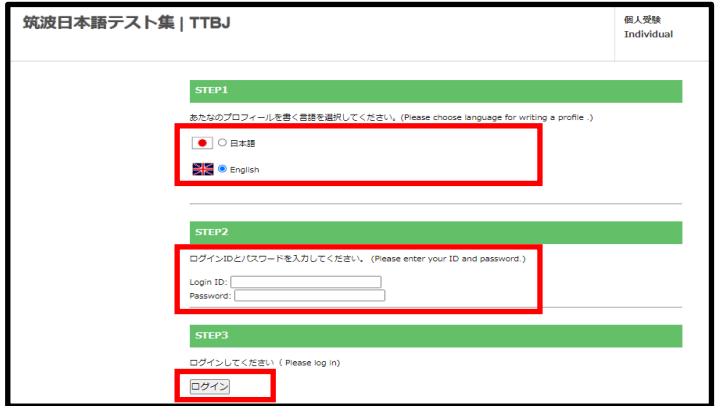 筑波日本語テスト集 | TTBJ
個人受験
Individual
STEP1
あたなのプロフィールを書く言語を選択してください。(Please choose language for writing a profile .)
日本語
English
STEP2
ログインIDとパスワードを入力してください。 (Please enter your ID and password.)
Login ID:
Password:
STEP3
ログインしてください（ Please log in)
ログイン